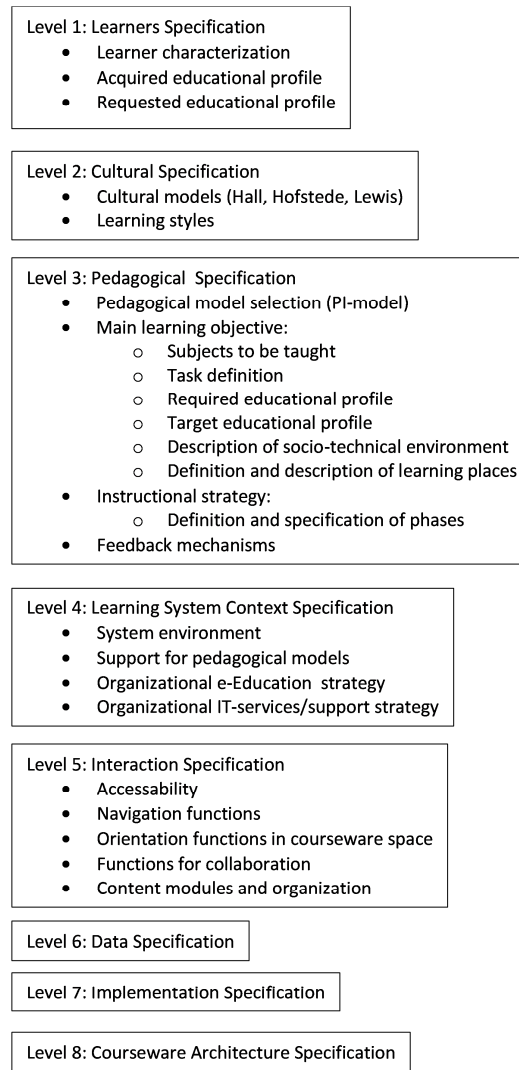 Level 1: Learners Specification
• Learner characterization
• Acquired educational profile
• Requested educational profile
Level 2: Cultural Specification
• Cultural models (Hall, Hofstede, Lewis)
• Learning styles
Level 3: Pedagogical Specification
• Pedagogical model selection (PI-model)
• Main learning objective:
o Subjects to be taught
o Task definition
o Required educational profile
o Target educational profile
o Description of socio-technical environment
o Definition and description of learning places
• Instructional strategy:
o Definition and specification of phases
• Feedback mechanisms
Level 4: Learning System Context Specification
• System environment
• Support for pedagogical models
• Organizational e-Education strategy
• Organizational IT-services/support strategy
Level 5: Interaction Specification
• Accessability
• Navigation functions
• Orientation functions in courseware space
• Functions for collaboration
• Content modules and organization
Level 6: Data Specification
Level 7: Implementation Specification
Level 8: Courseware Architecture Specification